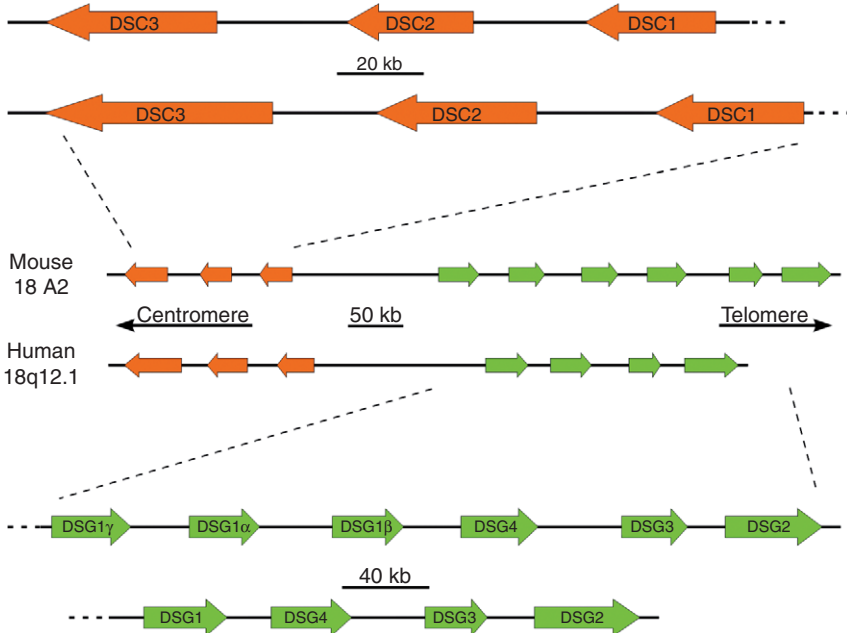 DSC3 DSC2 DSC1
20 kb
DSC3 DSC2 DSC1
Mouse
18 A2
Centromere 50 kb Telomere
Human
18q12.1
DSG1γ DSG1α DSG1β DSG4 DSG3 DSG2
40 kb
DSG1 DSG4 DSG3 DSG2